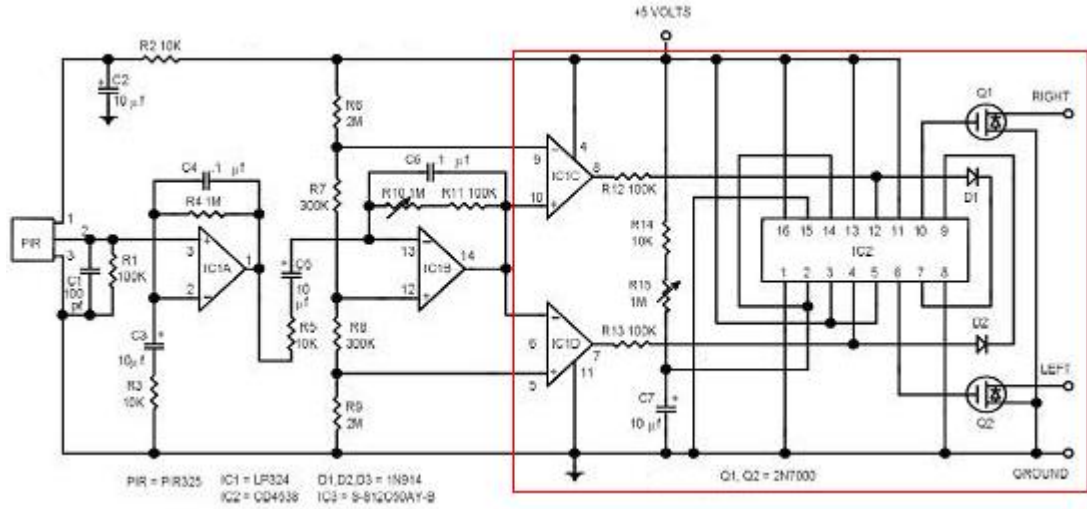 +5 VOLTS
R2 10K
C2
10 µf
R6
2M
Q1
RIGHT
C4 .1 µf
R4 1M
C6 .1 µf
R10 1M R11 100K
R7
300K
9
10
4
8
IC1C
R12 100K
D1
R14
10K
16 15 14 13 12 11 10 9
IC2
1 2 3 4 5 6 7 8
PIR
1
2
3
C1
100
pf
R1
100K
3
2
1
IC1A
C5
10
µf
13
12
14
IC1B
R15
1M
R5
10K
R8
300K
C3
10µf
R3
10K
6
5
7
11
IC1D
R13 100K
D2
R9
2M
C7
10 µf
LEFT
Q2
GROUND
PIR = PIR325
IC1 = LP324
D1,D2,D3 = 1N914
IC2 = CD4538
IC3 = S-812C50AY-B
Q1, Q2 = 2N7000